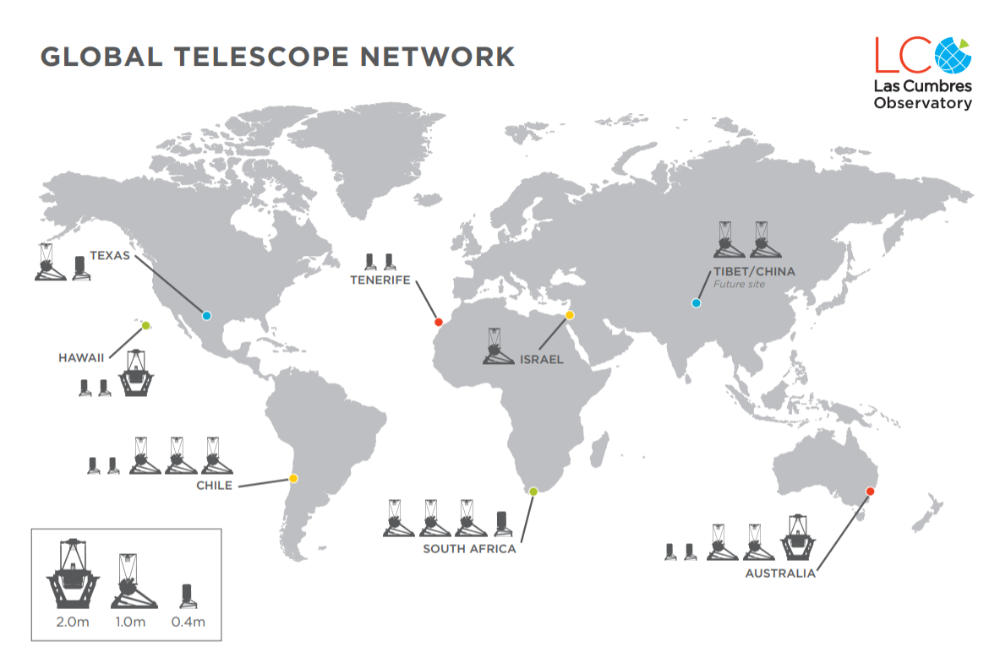 GLOBAL TELESCOPE NETWORK
LCO
Las Cumbres
Observatory
TEXAS
TENERIFE
TIBET/CHINA
Future site
HAWAII
ISRAEL
CHILE
SOUTH AFRICA
AUSTRALIA
2.0m 1.0m 0.4m